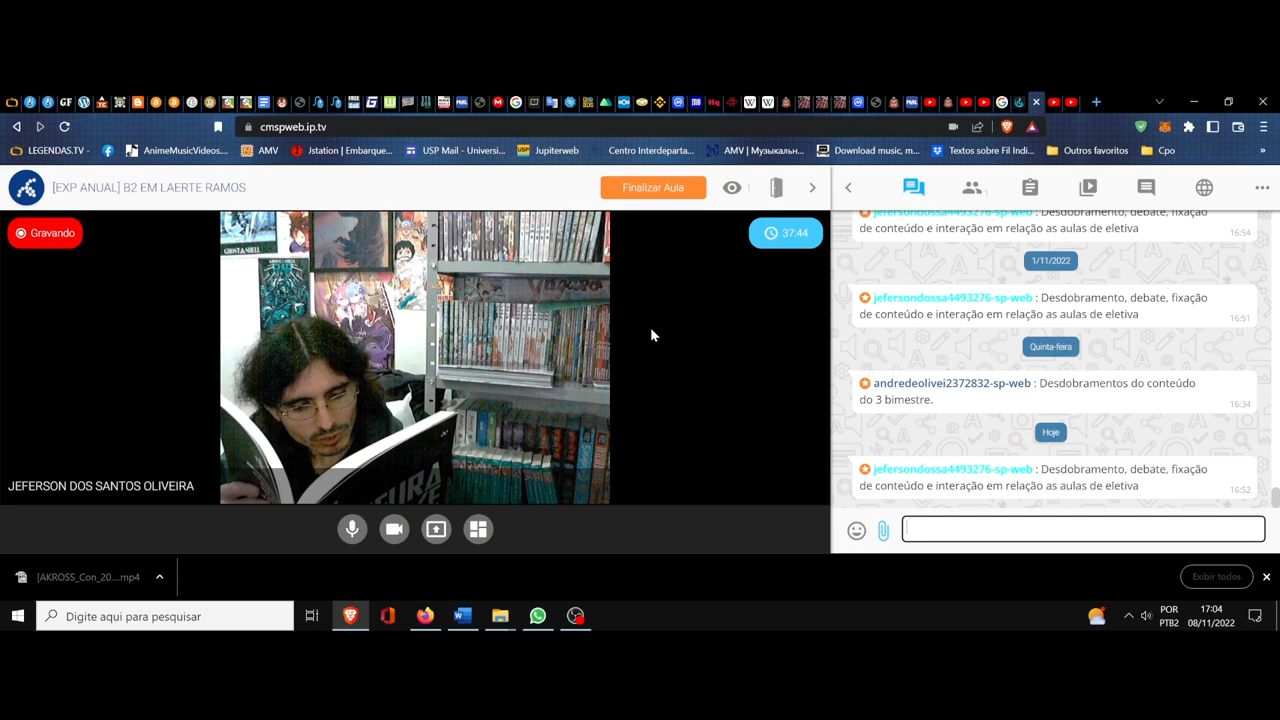 cmspweb.ip.tv
LEGENDAS.TV -
AnimeMusicVideos...
AMV
Jstation | Embarque...
USP Mail - Universi...
Jupiterweb
Centro Interdeparta...
AMV | Музыкальн...
Download music, m...
Textos sobre Fil Indi...
Outros favoritos
Cpo
»
[EXP ANUAL] B2 EM LAERTE RAMOS
Finalizar Aula
1
1
Gravando
37:44
JEFERSON DOS SANTOS OLIVEIRA
jefersondossa4493276-sp-web : Desdobramento, debate, fixação
de conteúdo e interação em relação as aulas de eletiva
16:54
1/11/2022
jefersondossa4493276-sp-web : Desdobramento, debate, fixação
de conteúdo e interação em relação as aulas de eletiva
16:51
Quinta-feira
andredeolivei2372832-sp-web : Desdobramentos do conteúdo
do 3 bimestre.
16:34
Hoje
jefersondossa4493276-sp-web : Desdobramento, debate, fixação
de conteúdo e interação em relação as aulas de eletiva
16:52
[AKROSS_Con_20....mp4
Exibir todos
Digite aqui para pesquisar
POR
PTB2
17:04
08/11/2022